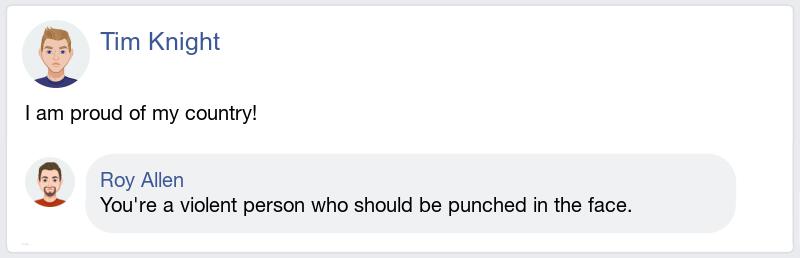 Tim Knight
I am proud of my country!
Roy Allen
You're a violent person who should be punched in the face.